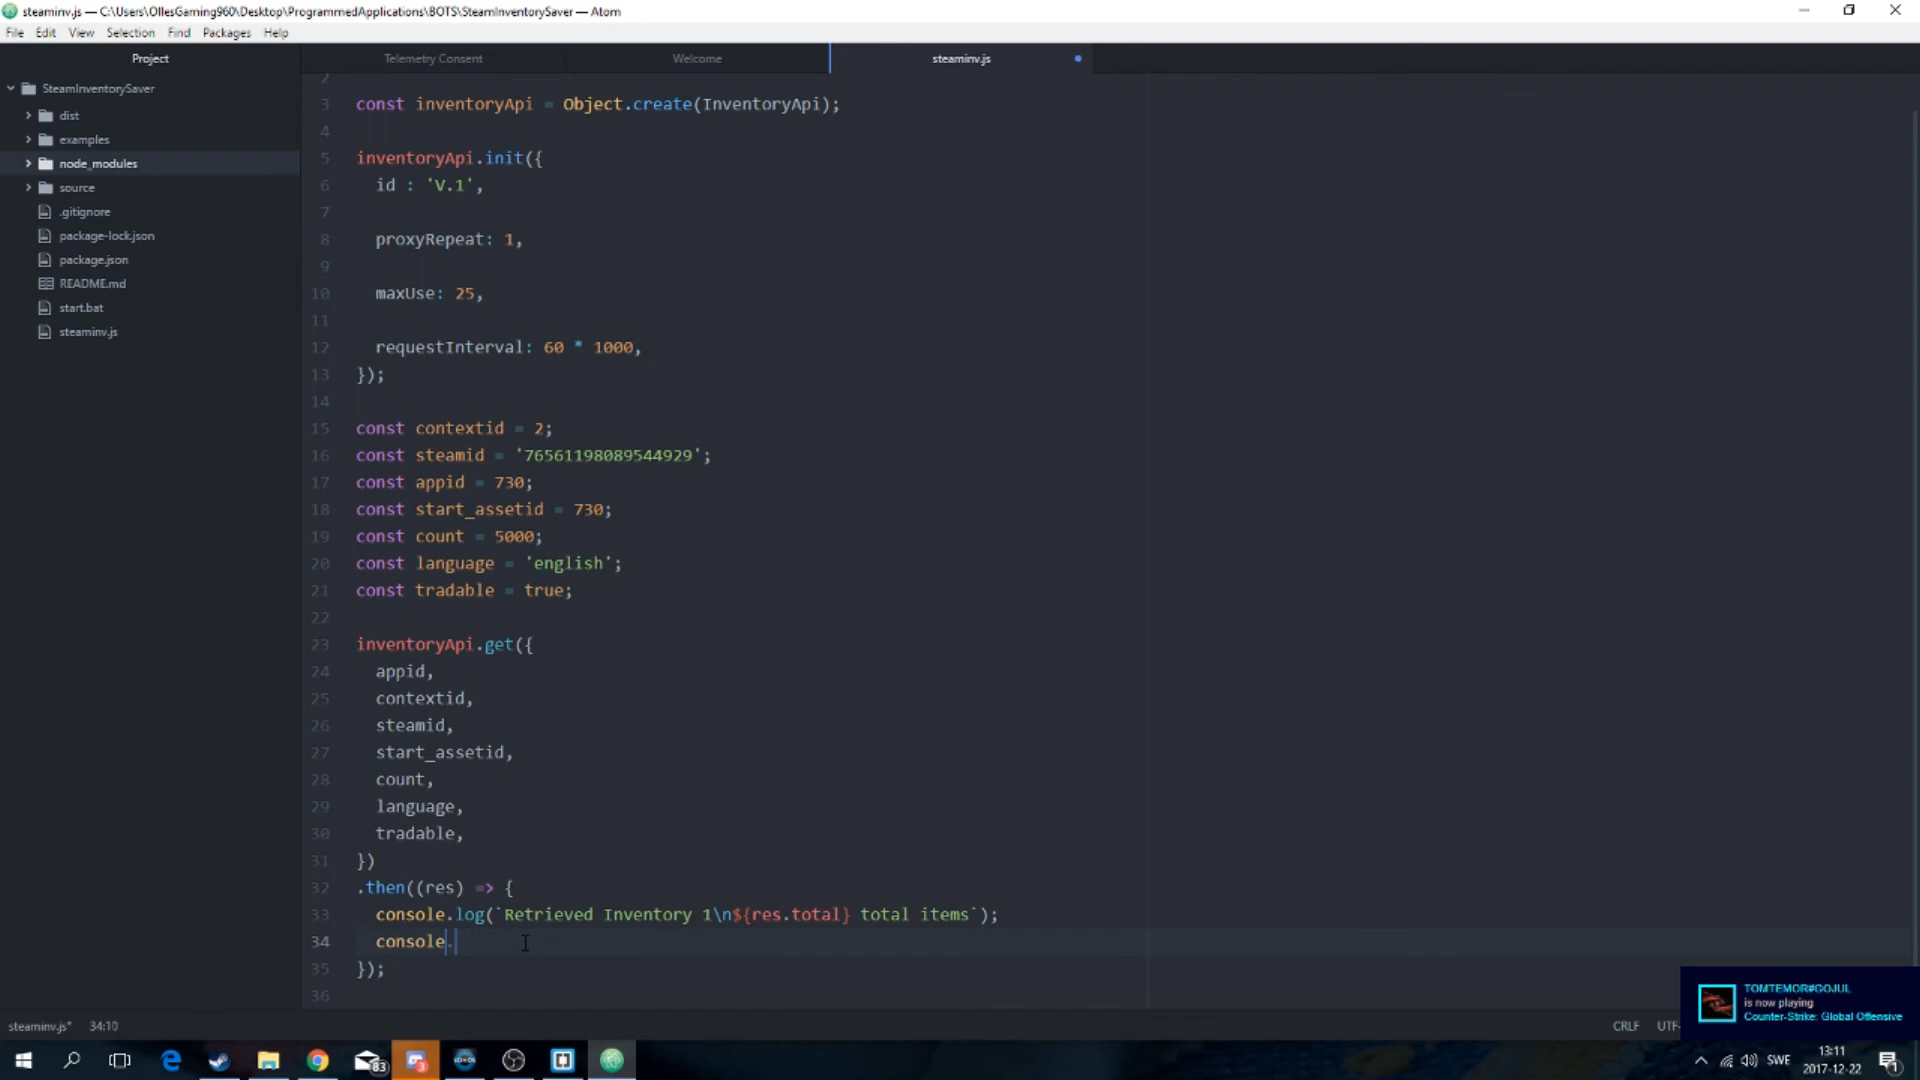 steaminv.js — C:\Users\OllesGaming960\Desktop\ProgrammedApplications\BOTS\SteamInventorySaver — Atom
File Edit View Selection Find Packages Help
Project
Telemetry Consent
Welcome
steaminv.js
SteamInventorySaver
dist
examples
node_modules
source
.gitignore
package-lock.json
package.json
README.md
start.bat
steaminv.js
2
3 const inventoryApi = Object.create(InventoryApi);
4
5 inventoryApi.init({
6 id : 'V.1',
7
8 proxyRepeat: 1,
9
10 maxUse: 25,
11
12 requestInterval: 60 * 1000,
13 });
14
15 const contextid = 2;
16 const steamid = '76561198089544929';
17 const appid = 730;
18 const start_assetid = 730;
19 const count = 5000;
20 const language = 'english';
21 const tradable = true;
22
23 inventoryApi.get({
24 appid,
25 contextid,
26 steamid,
27 start_assetid,
28 count,
29 language,
30 tradable,
31 })
32 .then((res) => {
33 console.log(`Retrieved Inventory 1\n${res.total} total items`);
34 console.
35 });
36
TOMTEMOR#GOJUL
is now playing
Counter-Strike: Global Offensive
steaminv.js* 34:10
CRLF UTF-
83
3
SWE
13:11
2017-12-22
1